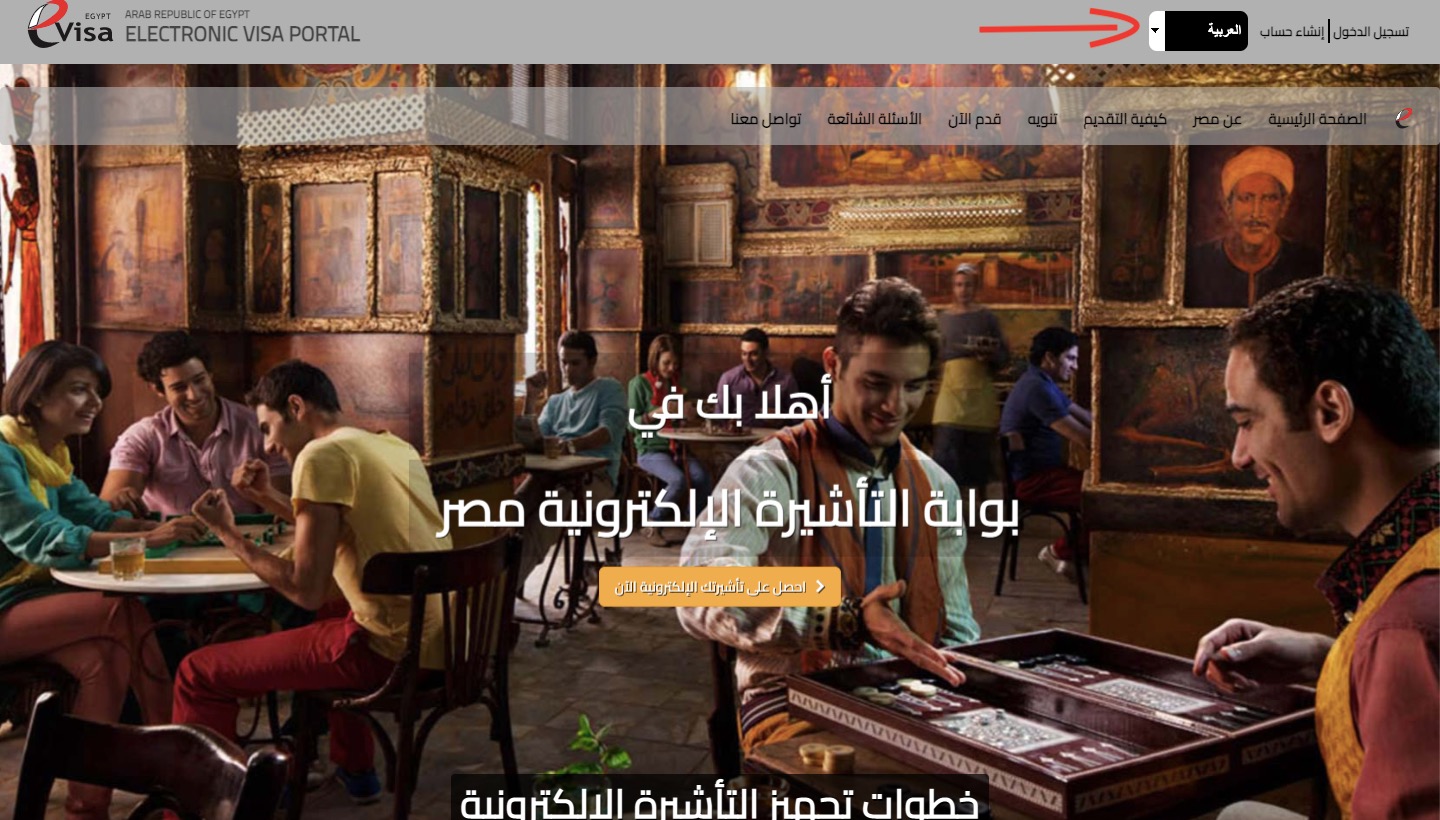 EGYPT
eVisa
ARAB REPUBLIC OF EGYPT
ELECTRONIC VISA PORTAL
العربية
تسجيل الدخول
إنشاء حساب
الصفحة الرئيسية
عن مصر
كيفية التقديم
تنويه
قدم الآن
الأسئلة الشائعة
تواصل معنا
أهلا بك في
بوابة التأشيرة الإلكترونية مصر
احصل على تأشيرتك الإلكترونية الآن
خطوات تجهيز التأشيرة الالكترونية